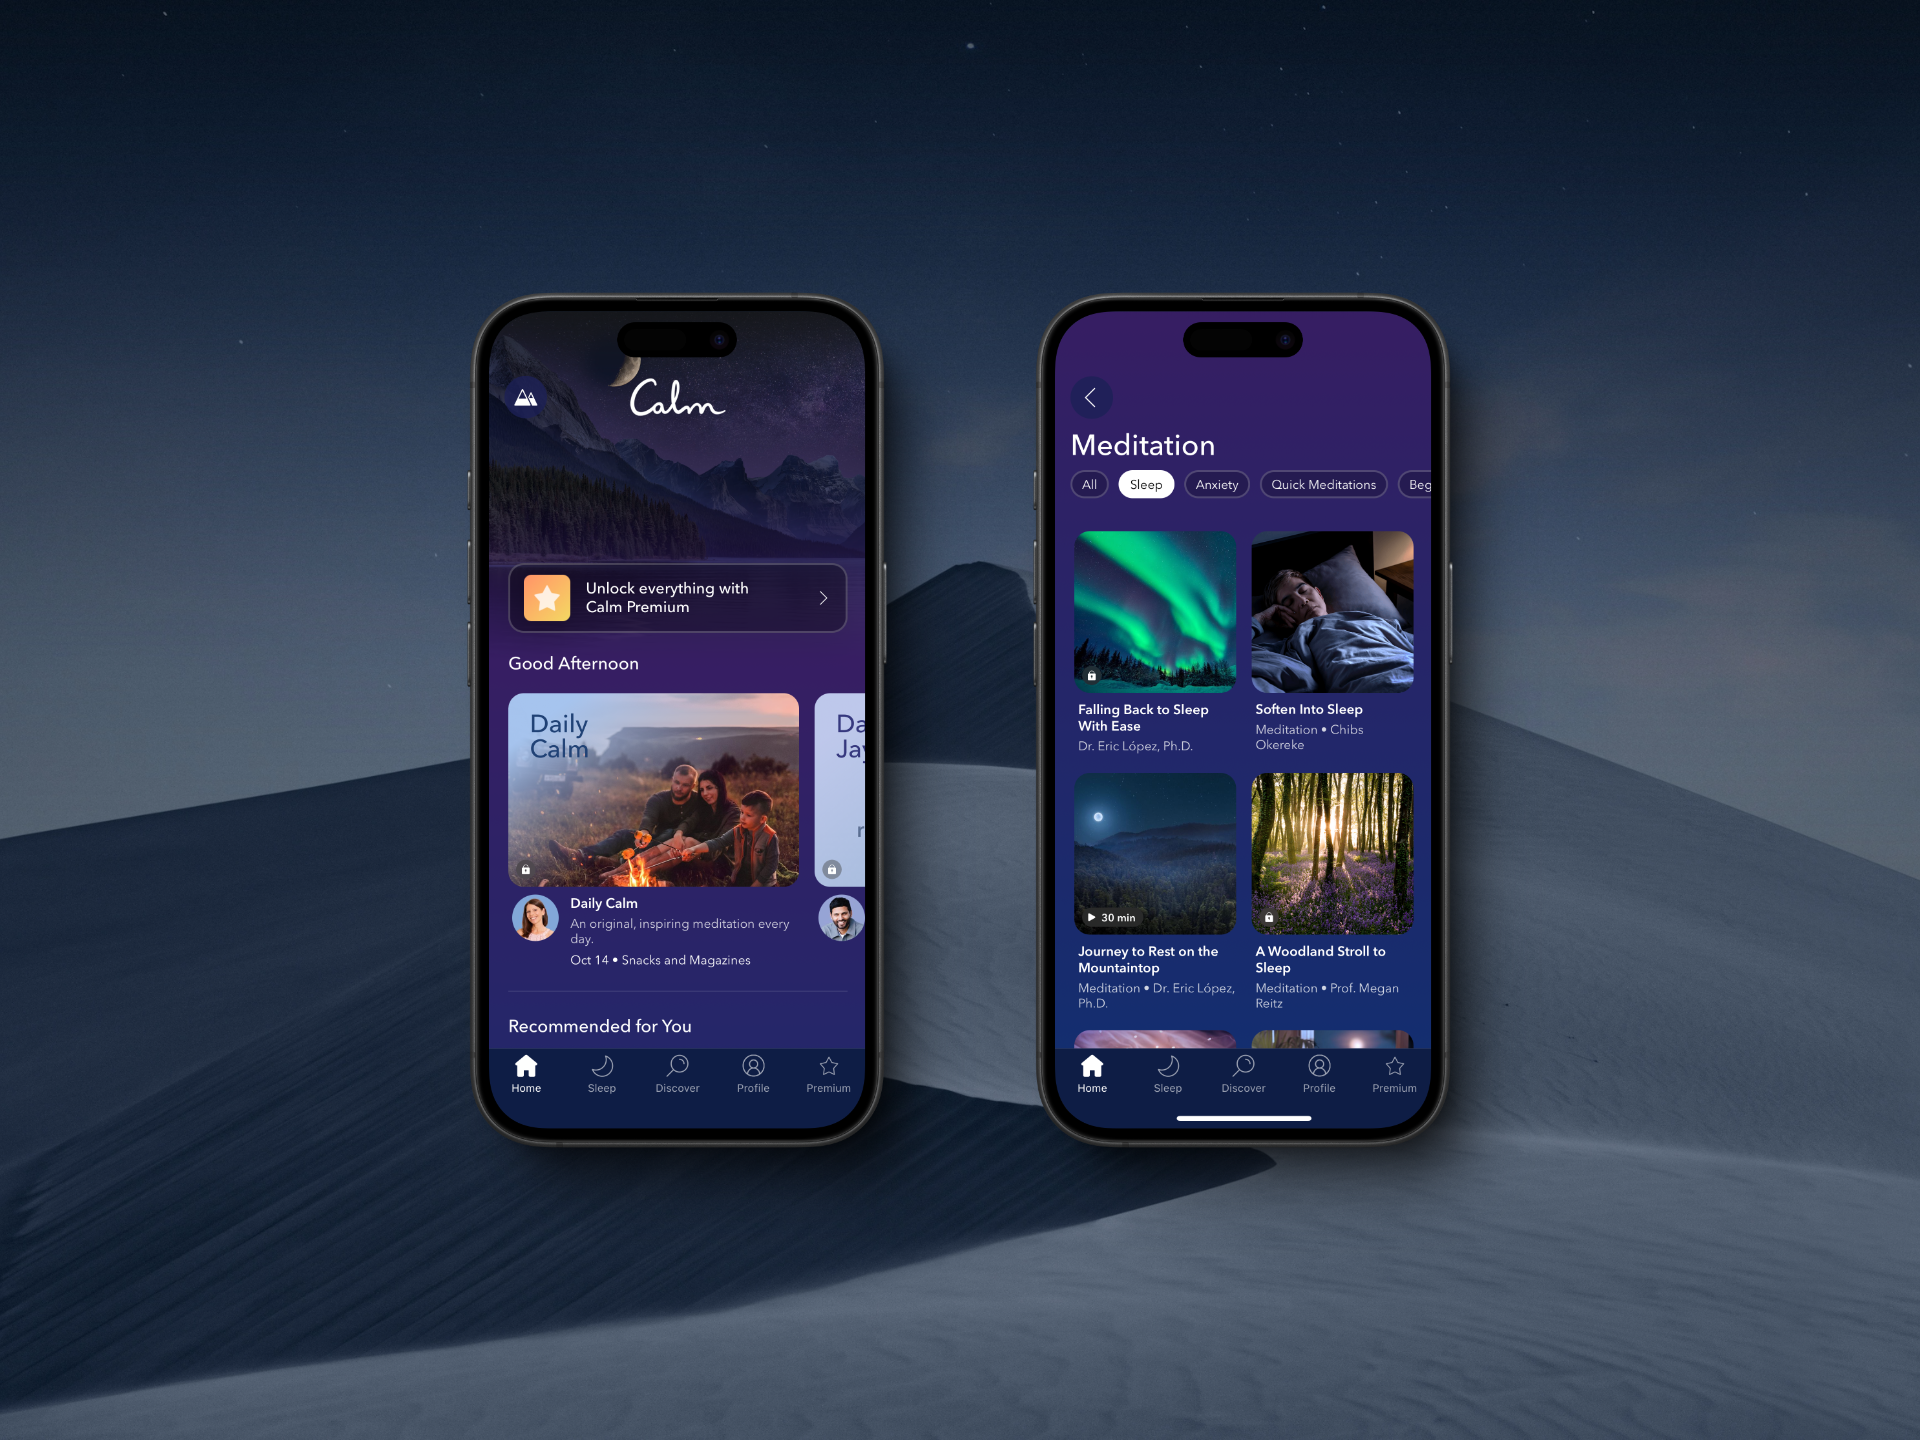 Calm
Unlock everything with
Calm Premium
Good Afternoon
Daily
Calm
Da
Jay
r
Daily Calm
An original, inspiring meditation every
day.
Oct 14 • Snacks and Magazines
Recommended for You
Home
Sleep
Discover
Profile
Premium
Meditation
All
Sleep
Anxiety
Quick Meditations
Beg
Falling Back to Sleep
With Ease
Dr. Eric López, Ph.D.
Soften Into Sleep
Meditation • Chibs
Okereke
30 min
Journey to Rest on the
Mountaintop
Meditation • Dr. Eric López,
Ph.D.
A Woodland Stroll to
Sleep
Meditation • Prof. Megan
Reitz
Home
Sleep
Discover
Profile
Premium